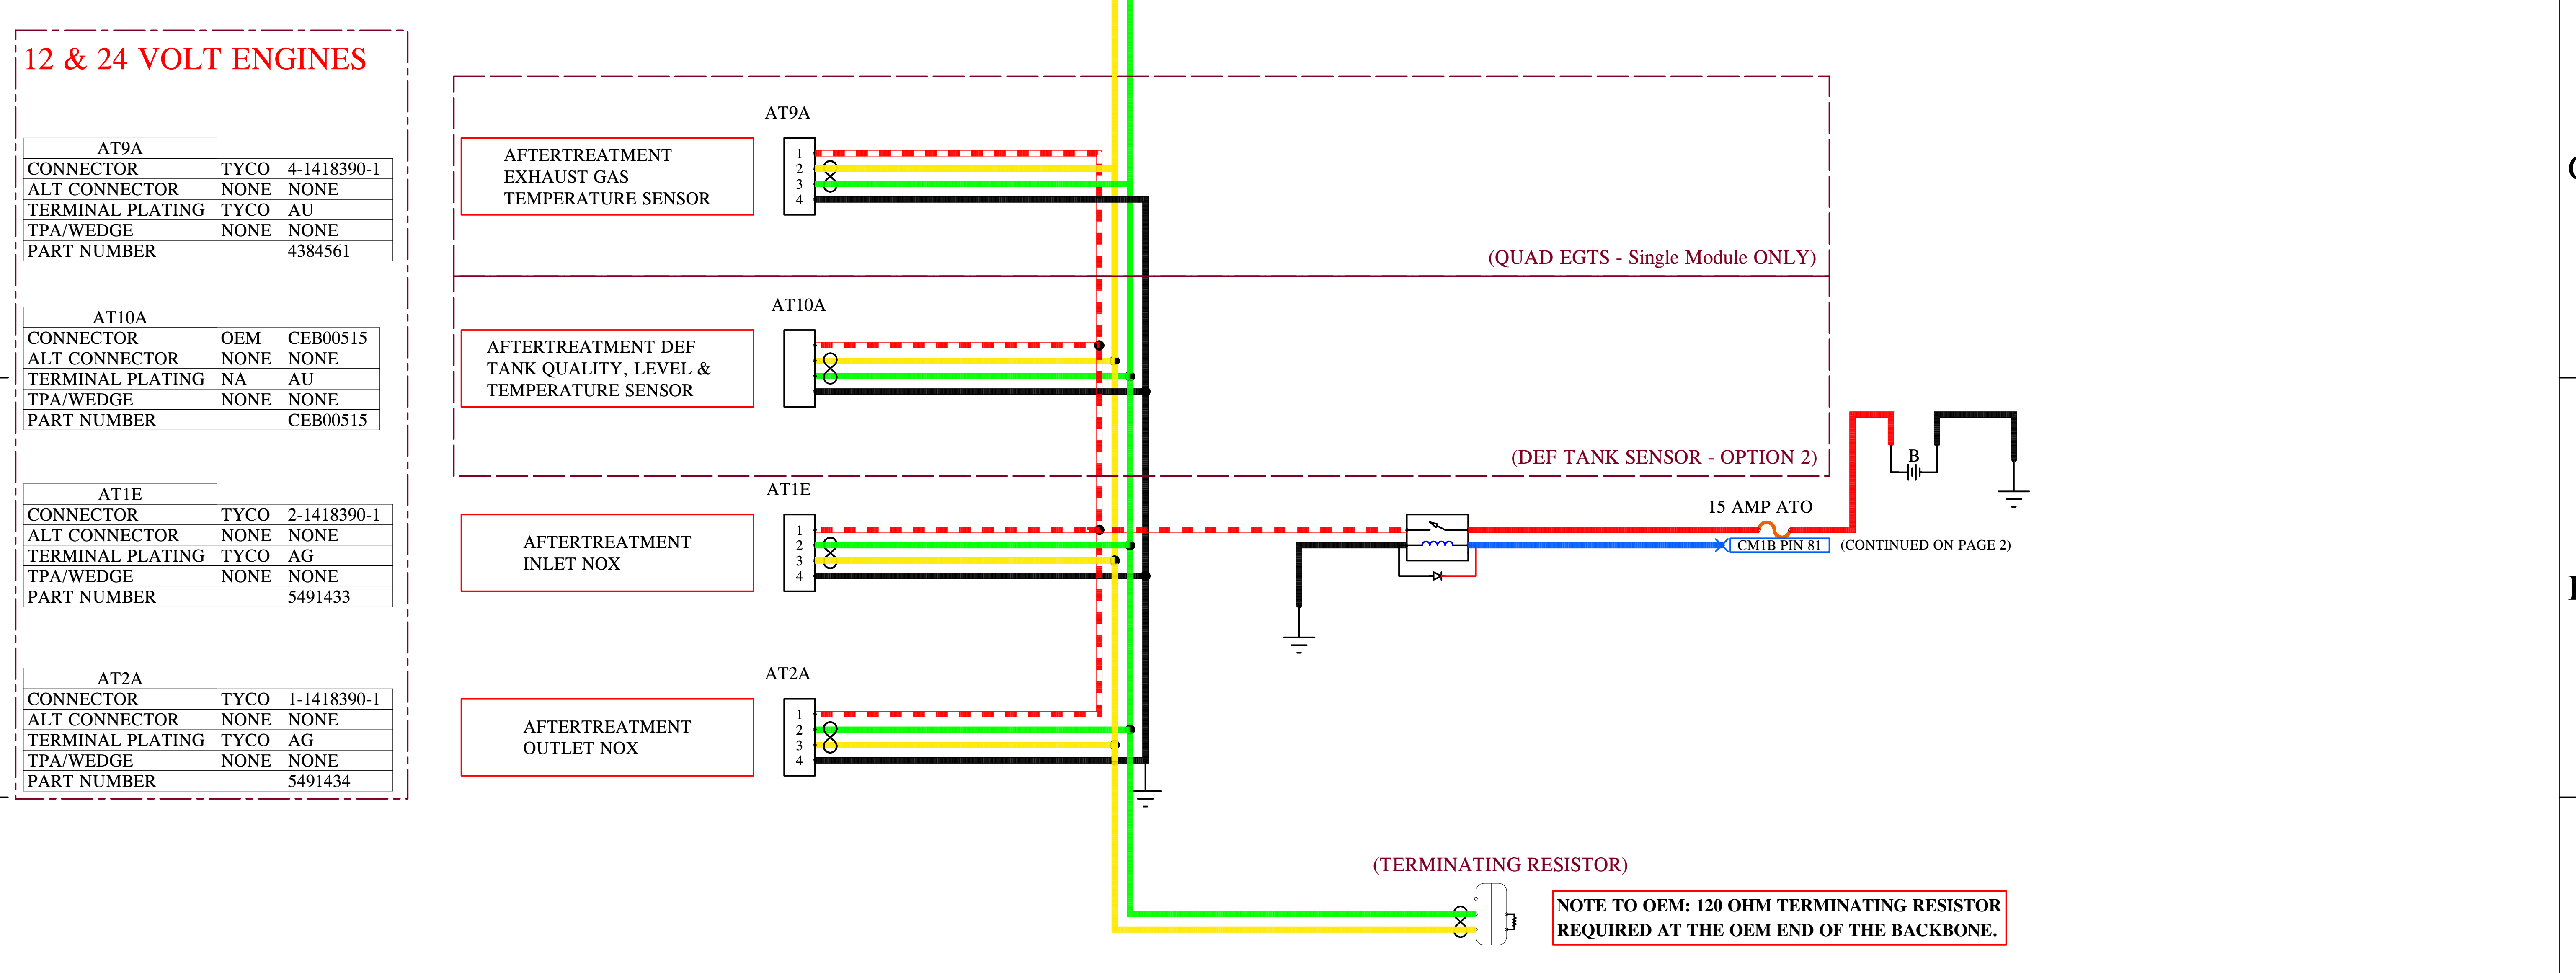 12 & 24 VOLT ENGINES
AT9A
CONNECTOR TYCO 4-1418390-1
ALT CONNECTOR NONE NONE
TERMINAL PLATING TYCO AU
TPA/WEDGE NONE NONE
PART NUMBER 4384561
AT10A
CONNECTOR OEM CEB00515
ALT CONNECTOR NONE NONE
TERMINAL PLATING NA AU
TPA/WEDGE NONE NONE
PART NUMBER CEB00515
AT1E
CONNECTOR TYCO 2-1418390-1
ALT CONNECTOR NONE NONE
TERMINAL PLATING TYCO AG
TPA/WEDGE NONE NONE
PART NUMBER 5491433
AT2A
CONNECTOR TYCO 1-1418390-1
ALT CONNECTOR NONE NONE
TERMINAL PLATING TYCO AG
TPA/WEDGE NONE NONE
PART NUMBER 5491434
AT9A
AFTERTREATMENT
EXHAUST GAS
TEMPERATURE SENSOR
1
2
3
4
(QUAD EGTS - Single Module ONLY)
AT10A
AFTERTREATMENT DEF
TANK QUALITY, LEVEL &
TEMPERATURE SENSOR
(DEF TANK SENSOR - OPTION 2)
AT1E
AFTERTREATMENT
INLET NOX
1
2
3
4
B
15 AMP ATO
CM1B PIN 81 (CONTINUED ON PAGE 2)
AT2A
AFTERTREATMENT
OUTLET NOX
1
2
3
4
(TERMINATING RESISTOR)
NOTE TO OEM: 120 OHM TERMINATING RESISTOR
REQUIRED AT THE OEM END OF THE BACKBONE.